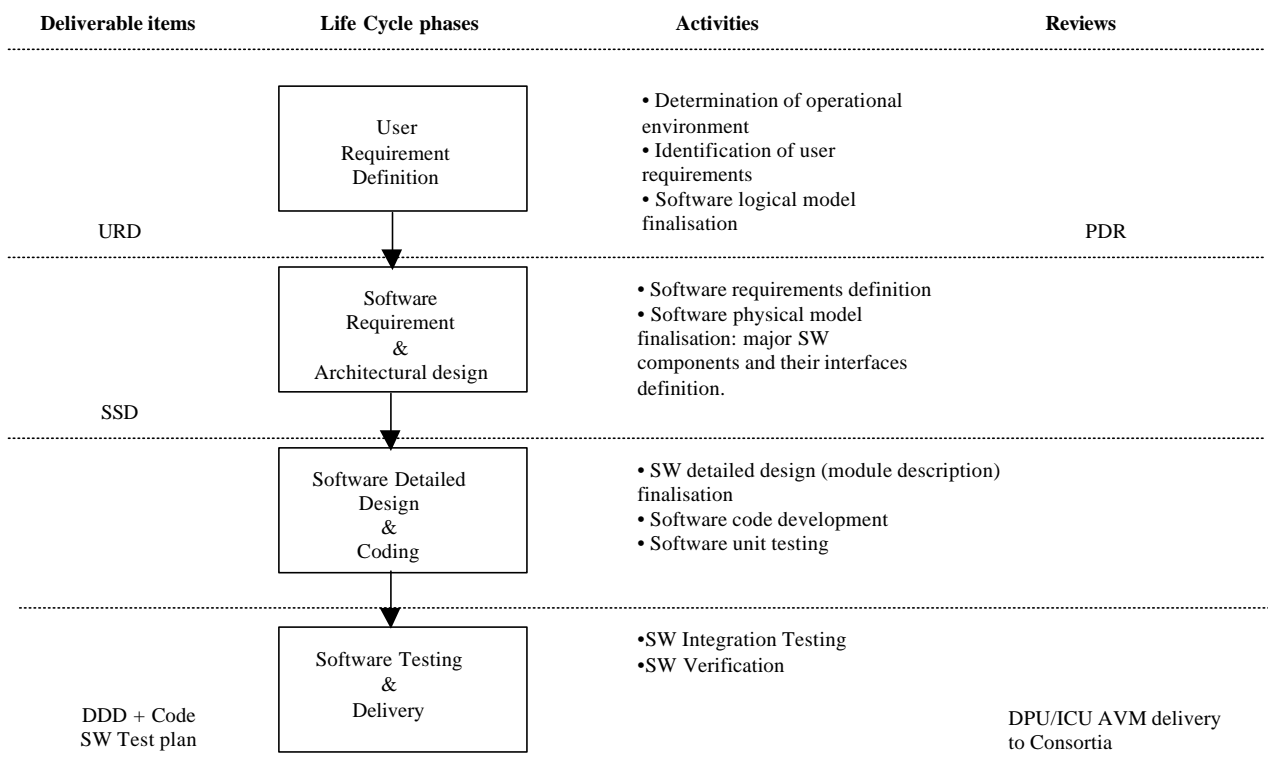 Deliverable items Life Cycle phases Activities Reviews
User
Requirement
Definition
• Determination of operational
environment
• Identification of user
requirements
• Software logical model
finalisation
URD
PDR
Software
Requirement
&
Architectural design
• Software requirements definition
• Software physical model
finalisation: major SW
components and their interfaces
definition.
SSD
Software Detailed
Design
&
Coding
• SW detailed design (module description)
finalisation
• Software code development
• Software unit testing
Software Testing
&
Delivery
•SW Integration Testing
•SW Verification
DDD + Code
SW Test plan
DPU/ICU AVM delivery
to Consortia